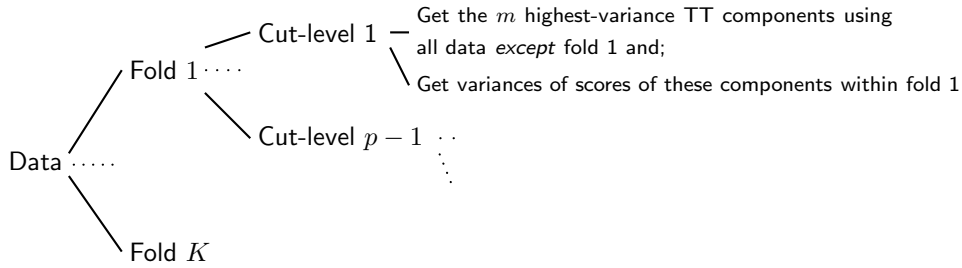 Get the m highest-variance TT components using
Cut-level 1
all data except fold 1 and;
Fold 1 · · · ·
Get variances of scores of these components within fold 1
Cut-level p − 1 · ·
Data · · · · ·
Fold K